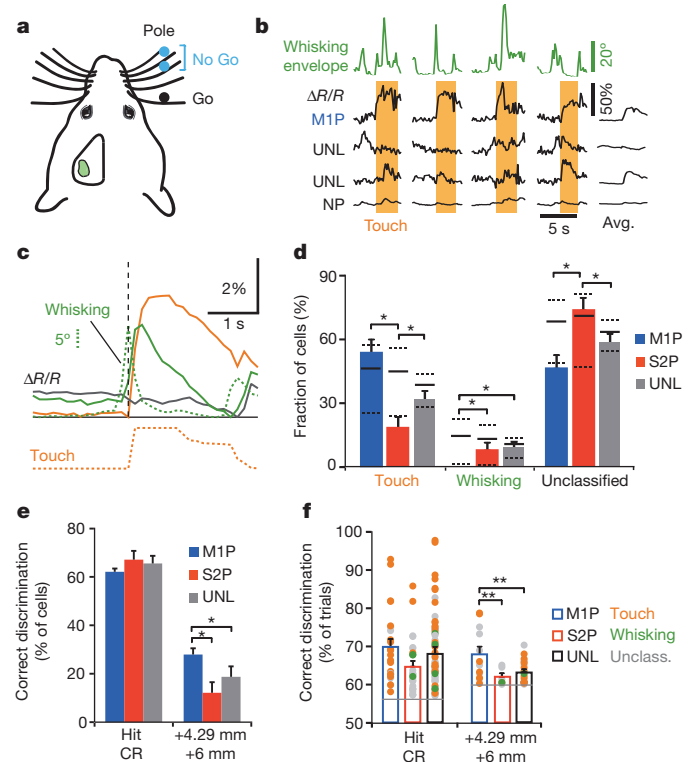 a
Pole
No Go
Go
b
Whisking
envelope
20°
ΔR/R
50%
M1P
UNL
UNL
NP
Touch
5 s
Avg.
c
2%
1 s
Whisking
5°
ΔR/R
Touch
d
Fraction of cells (%)
90
60
30
0
*
*
*
*
*
*
M1P
S2P
UNL
Touch
Whisking
Unclassified
e
Correct discrimination
(% of cells)
80
60
40
20
0
M1P
S2P
UNL
*
*
Hit
CR
+4.29 mm
+6 mm
f
Correct discrimination
(% of trials)
100
90
80
70
60
50
**
**
M1P
S2P
UNL
Touch
Whisking
Unclass.
Hit
CR
+4.29 mm
+6 mm